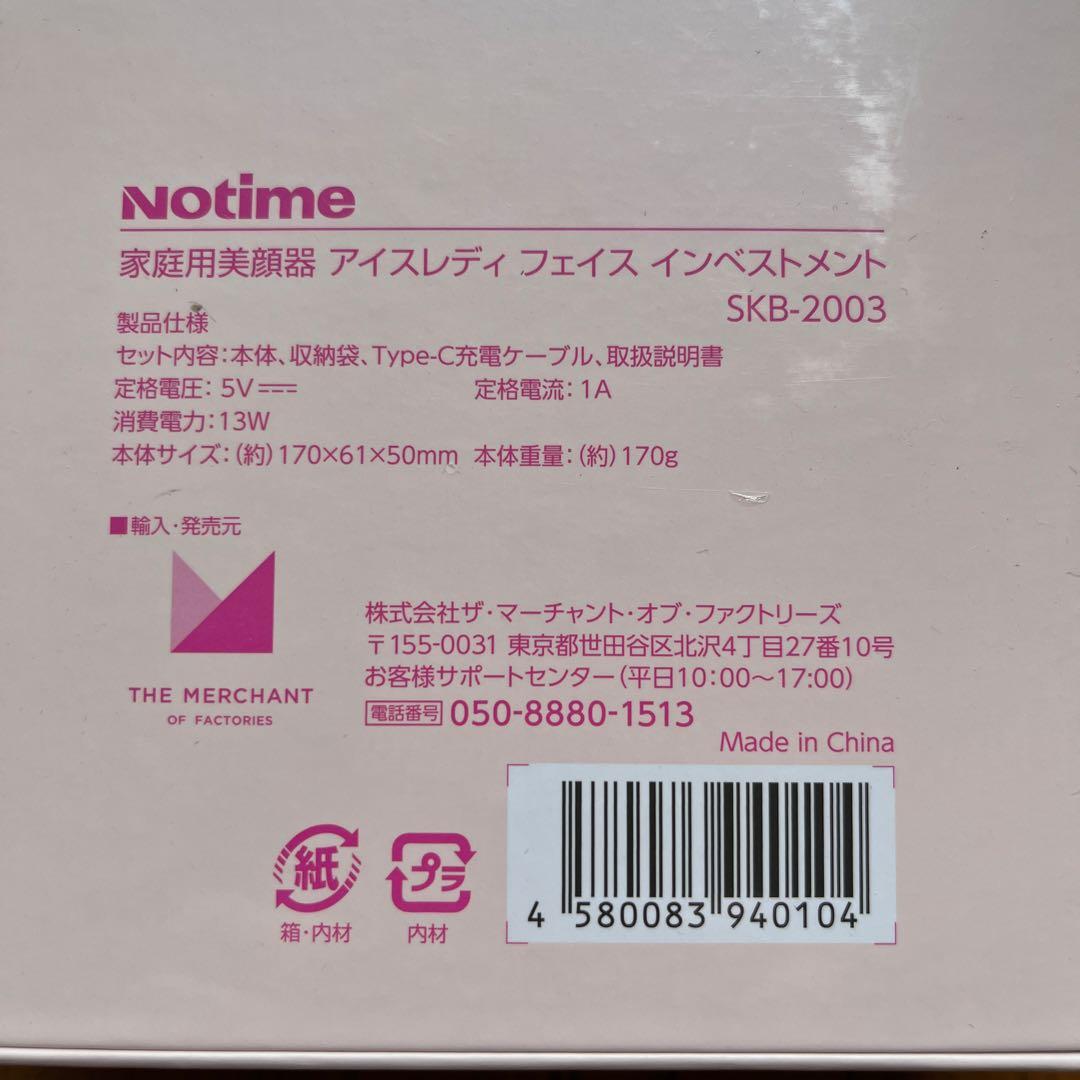 Notime
家庭用美顔器 アイスレディ フェイス インベストメント
SKB-2003
製品仕様
セット内容：本体、収納袋、Type-C充電ケーブル、取扱説明書
定格電圧：5V⎓ 定格電流：1A
消費電力：13W
本体サイズ：（約）170×61×50mm 本体重量：（約）170g
■輸入・発売元
THE MERCHANT
OF FACTORIES
株式会社ザ・マーチャント・オブ・ファクトリーズ
〒155-0031 東京都世田谷区北沢4丁目27番10号
お客様サポートセンター（平日10：00～17:00）
電話番号 050-8880-1513
Made in China
紙
箱・内材
プラ
内材
4 580083 940104